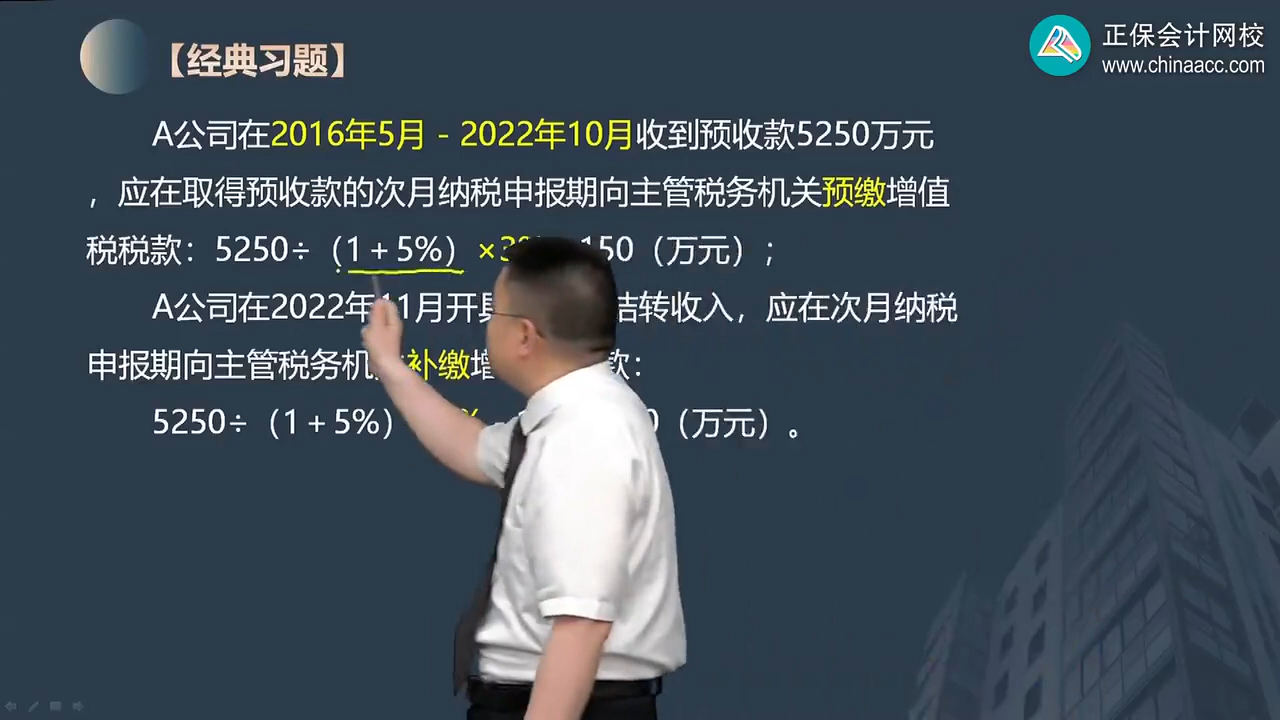 【经典习题】
正保会计网校
www.chinaacc.com
A公司在2016年5月－2022年10月收到预收款5250万元
，应在取得预收款的次月纳税申报期向主管税务机关预缴增值
税税款：5250÷（1＋5%）×3 150（万元）；
A公司在2022年11月开 结转收入，应在次月纳税
申报期向主管税务机 补缴 款：
5250÷（1＋5%） % 0（万元）。